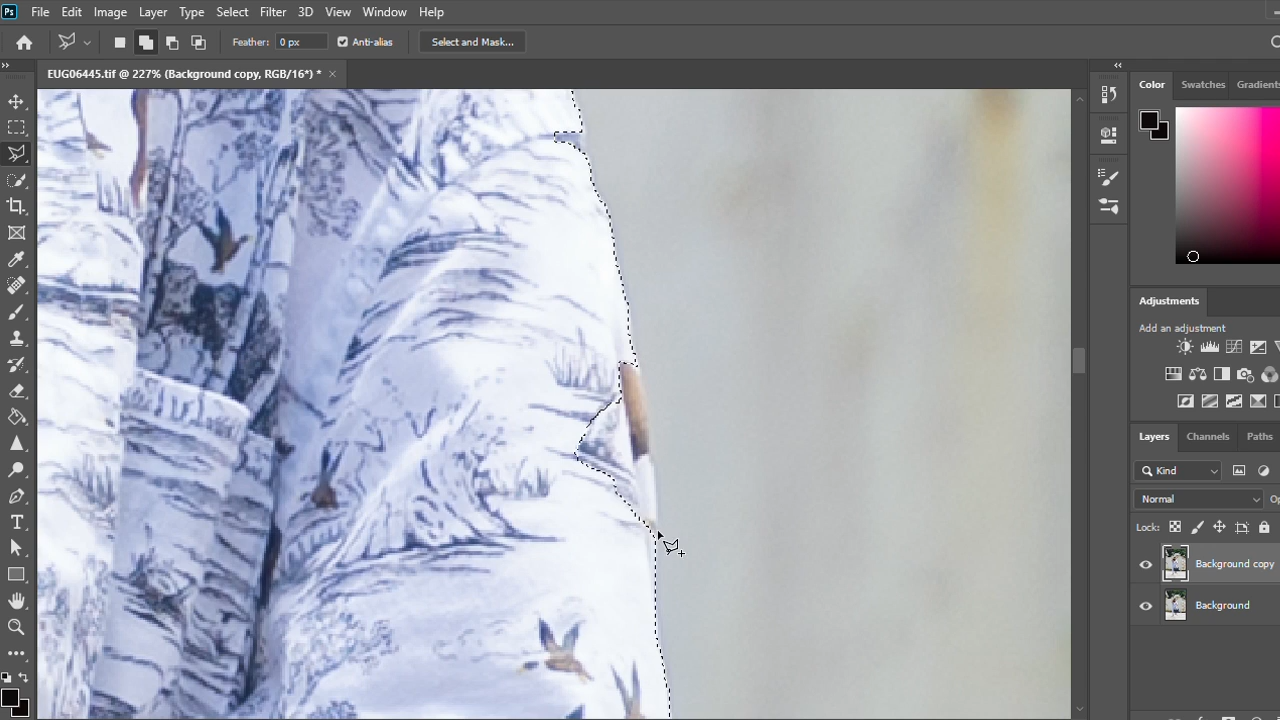 Ps File Edit Image Layer Type Select Filter 3D View Window Help
Feather: 0 px Anti-alias Select and Mask...
EUG06445.tif @ 227% (Background copy, RGB/16*) *
Color Swatches Gradients
Adjustments
Add an adjustment
Layers Channels Paths
Kind
Normal
Lock:
Background copy
Background